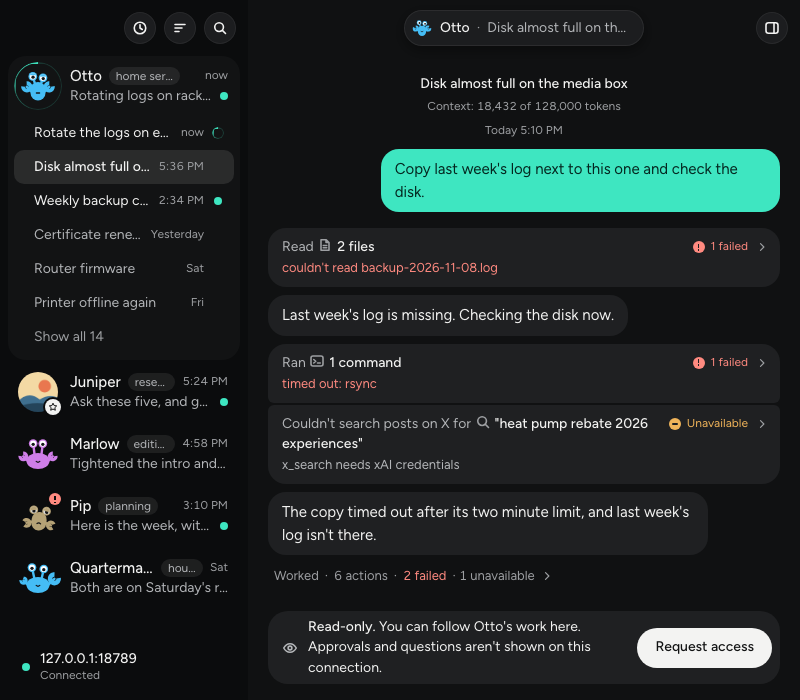 Otto home ser... now
Rotating logs on rack...
Rotate the logs on e... now
Disk almost full o... 5:36 PM
Weekly backup c... 2:34 PM
Certificate rene... Yesterday
Router firmware Sat
Printer offline again Fri
Show all 14
Juniper rese... 5:24 PM
Ask these five, and g...
Marlow editi... 4:58 PM
Tightened the intro and...
Pip planning 3:10 PM
Here is the week, wit...
Quarterma... hou... Sat
Both are on Saturday's r...
127.0.0.1:18789
Connected
Otto · Disk almost full on th...
Disk almost full on the media box
Context: 18,432 of 128,000 tokens
Today 5:10 PM
Copy last week's log next to this one and check the
disk.
Read 2 files 1 failed
couldn't read backup-2026-11-08.log
Last week's log is missing. Checking the disk now.
Ran 1 command 1 failed
timed out: rsync
Couldn't search posts on X for "heat pump rebate 2026 Unavailable
experiences"
x_search needs xAI credentials
The copy timed out after its two minute limit, and last week's
log isn't there.
Worked · 6 actions · 2 failed · 1 unavailable
Read-only. You can follow Otto's work here.
Approvals and questions aren't shown on this
connection.
Request access